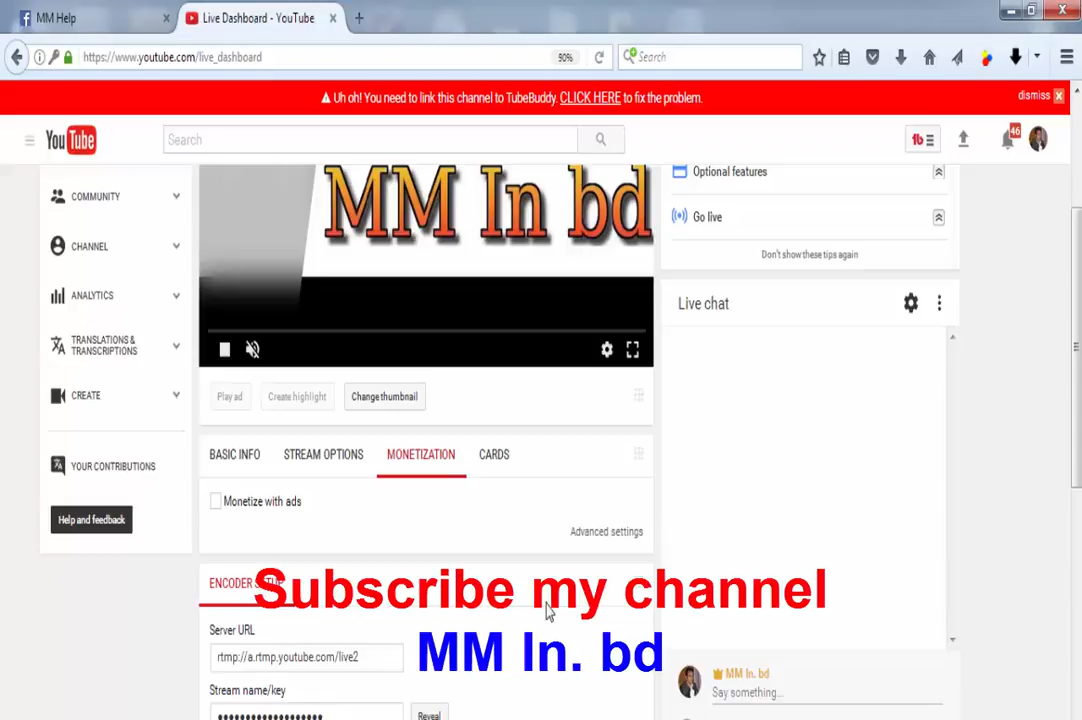 MM Help
Live Dashboard - YouTube
https://www.youtube.com/live_dashboard
90%
Search
Uh oh! You need to link this channel to TubeBuddy. CLICK HERE to fix the problem.
dismiss
YouTube
Search
tb
46
COMMUNITY
CHANNEL
ANALYTICS
TRANSLATIONS &
TRANSCRIPTIONS
CREATE
YOUR CONTRIBUTIONS
Help and feedback
MM In bd
Play ad
Create highlight
Change thumbnail
BASIC INFO
STREAM OPTIONS
MONETIZATION
CARDS
Monetize with ads
Advanced settings
ENCODER SETUP
Server URL
rtmp://a.rtmp.youtube.com/live2
Stream name/key
Reveal
Optional features
Go live
Don't show these tips again
Live chat
MM In. bd
Say something...
Subscribe my channel
MM In. bd